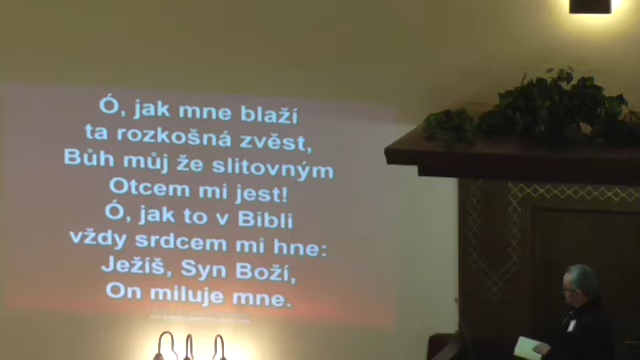 Ó, jak mne blaží
ta rozkošná zvěst,
Bůh můj že slitovným
Otcem mi jest!
Ó, jak to v Bibli
vždy srdcem mi hne:
Ježíš, Syn Boží,
On miluje mne.